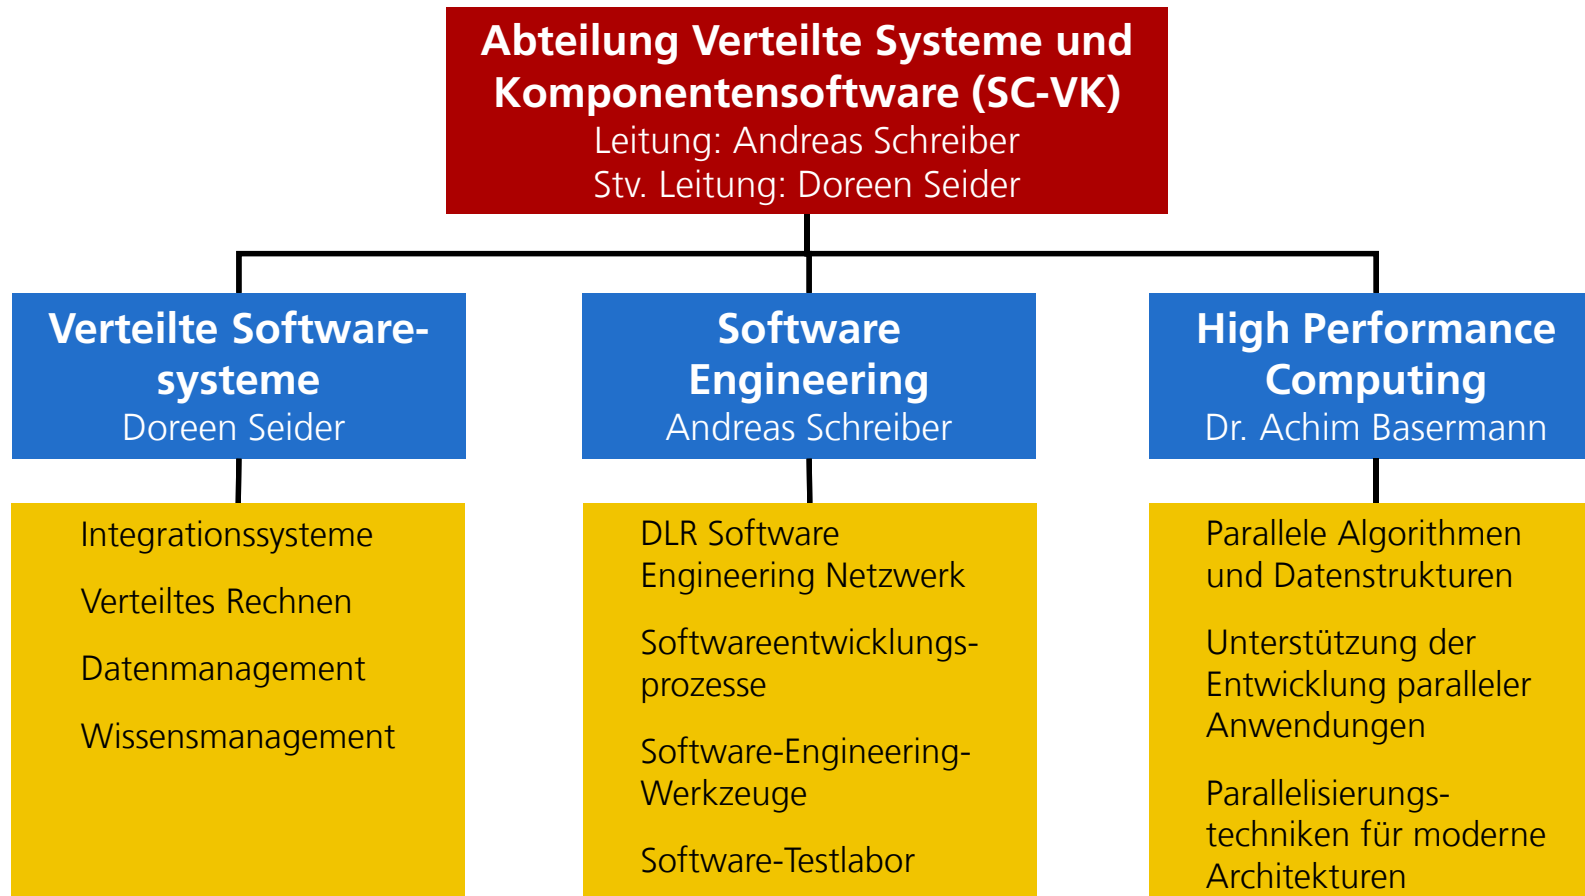 Abteilung Verteilte Systeme und
Komponentensoftware (SC-VK)
Leitung: Andreas Schreiber
Stv. Leitung: Doreen Seider
Verteilte Software-
systeme
Doreen Seider
Software
Engineering
Andreas Schreiber
High Performance
Computing
Dr. Achim Basermann
Integrationssysteme
Verteiltes Rechnen
Datenmanagement
Wissensmanagement
DLR Software
Engineering Netzwerk
Softwareentwicklungs-
prozesse
Software-Engineering-
Werkzeuge
Software-Testlabor
Parallele Algorithmen
und Datenstrukturen
Unterstützung der
Entwicklung paralleler
Anwendungen
Parallelisierungs-
techniken für moderne
Architekturen